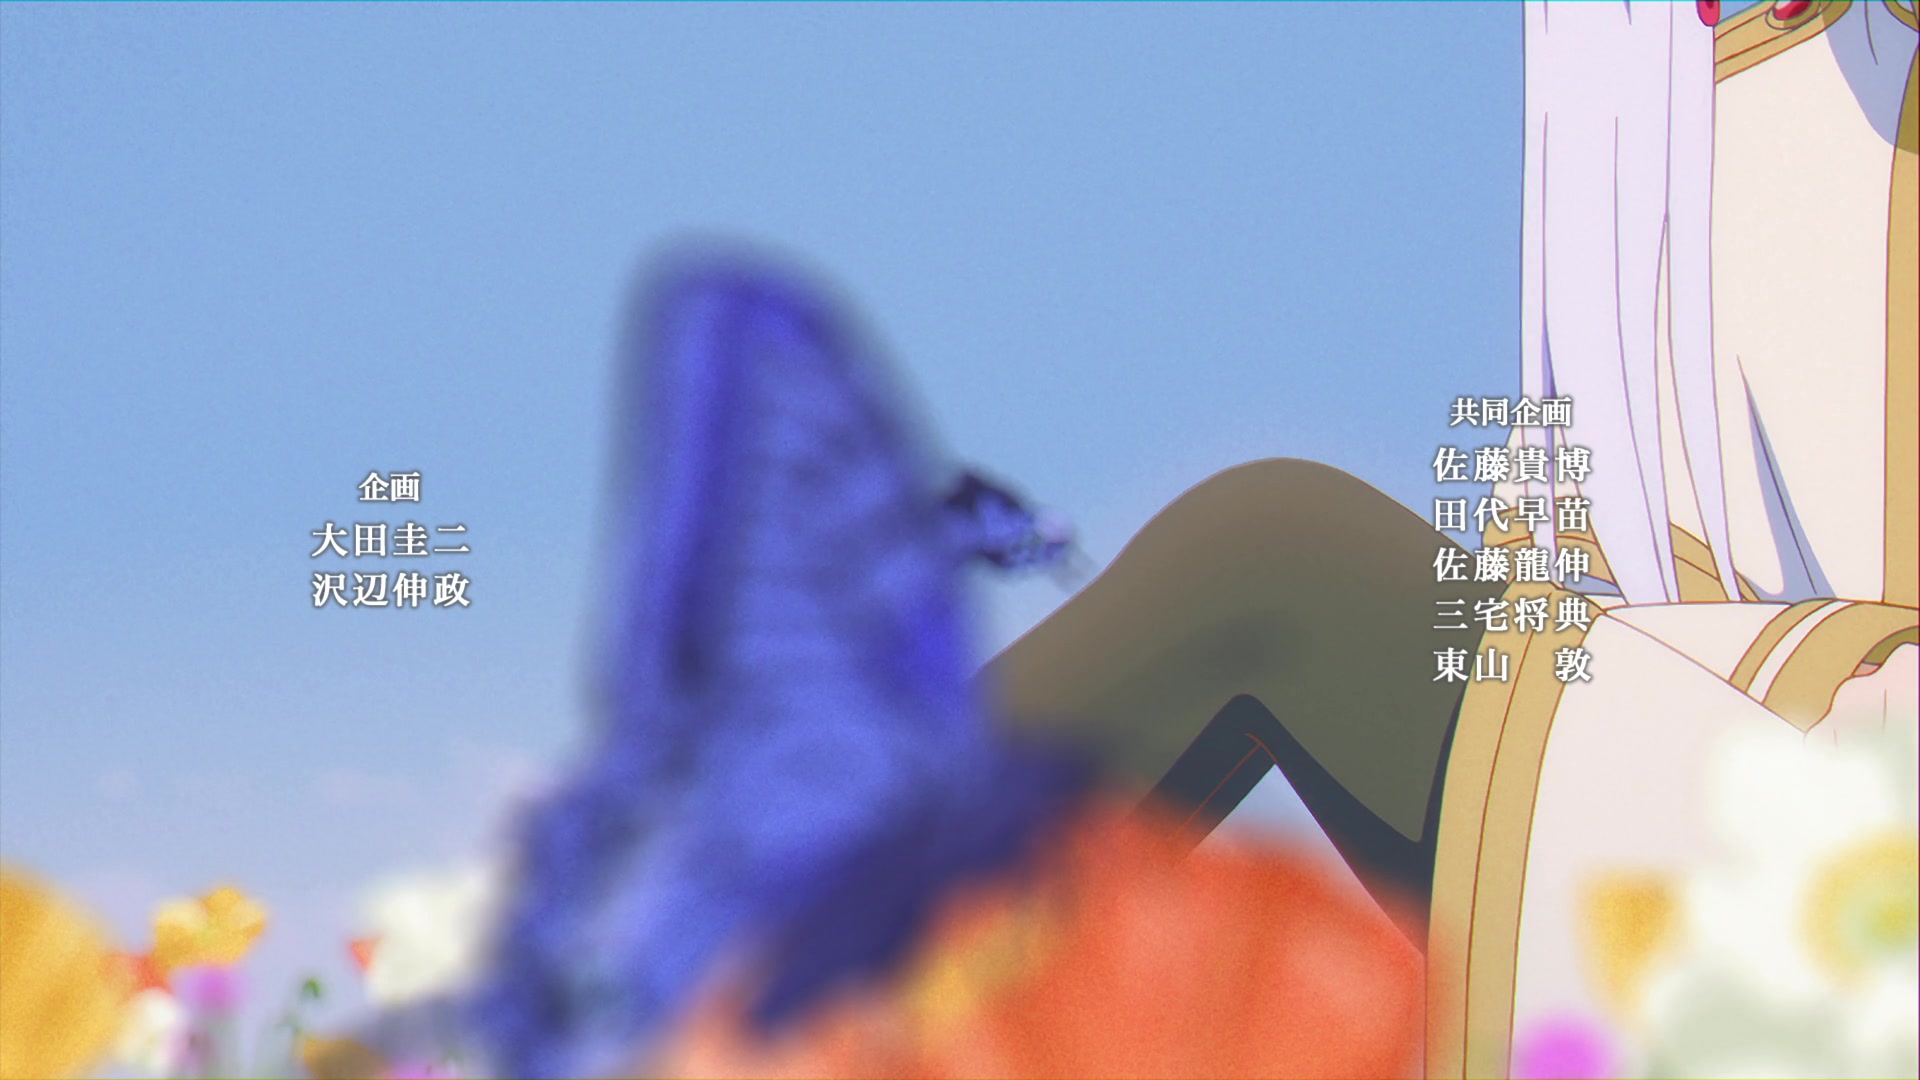 企画
大田圭二
沢辺伸政
共同企画
佐藤貴博
田代早苗
佐藤龍伸
三宅将典
東山　敦